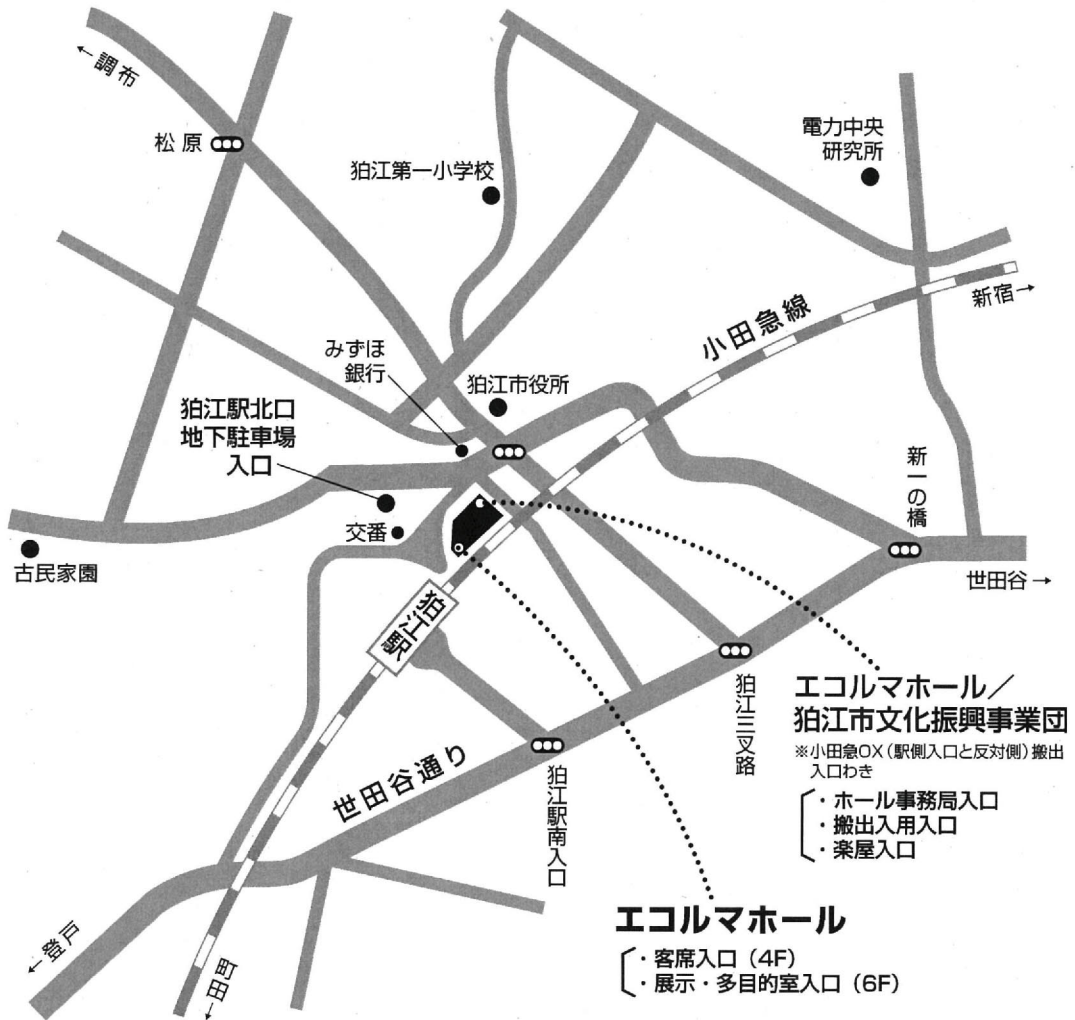 ←調布
松原
狛江第一小学校
電力中央
研究所
小田急線
新宿→
みずほ
銀行
狛江市役所
狛江駅北口
地下駐車場
入口
交番
新一の橋
古民家園
世田谷→
狛江駅
狛江三叉路
エコルマホール／
狛江市文化振興事業団
※小田急OX（駅側入口と反対側）搬出
入口わき
・ホール事務局入口
・搬出入用入口
・楽屋入口
世田谷通り
狛江駅南入口
エコルマホール
・客席入口（4F）
・展示・多目的室入口（6F）
←登戸
町田→